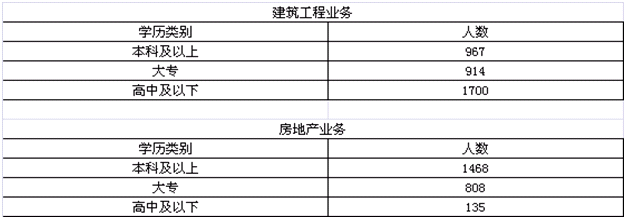 建筑工程业务
学历类别 人数
本科及以上 967
大专 914
高中及以下 1700
房地产业务
学历类别 人数
本科及以上 1468
大专 808
高中及以下 135